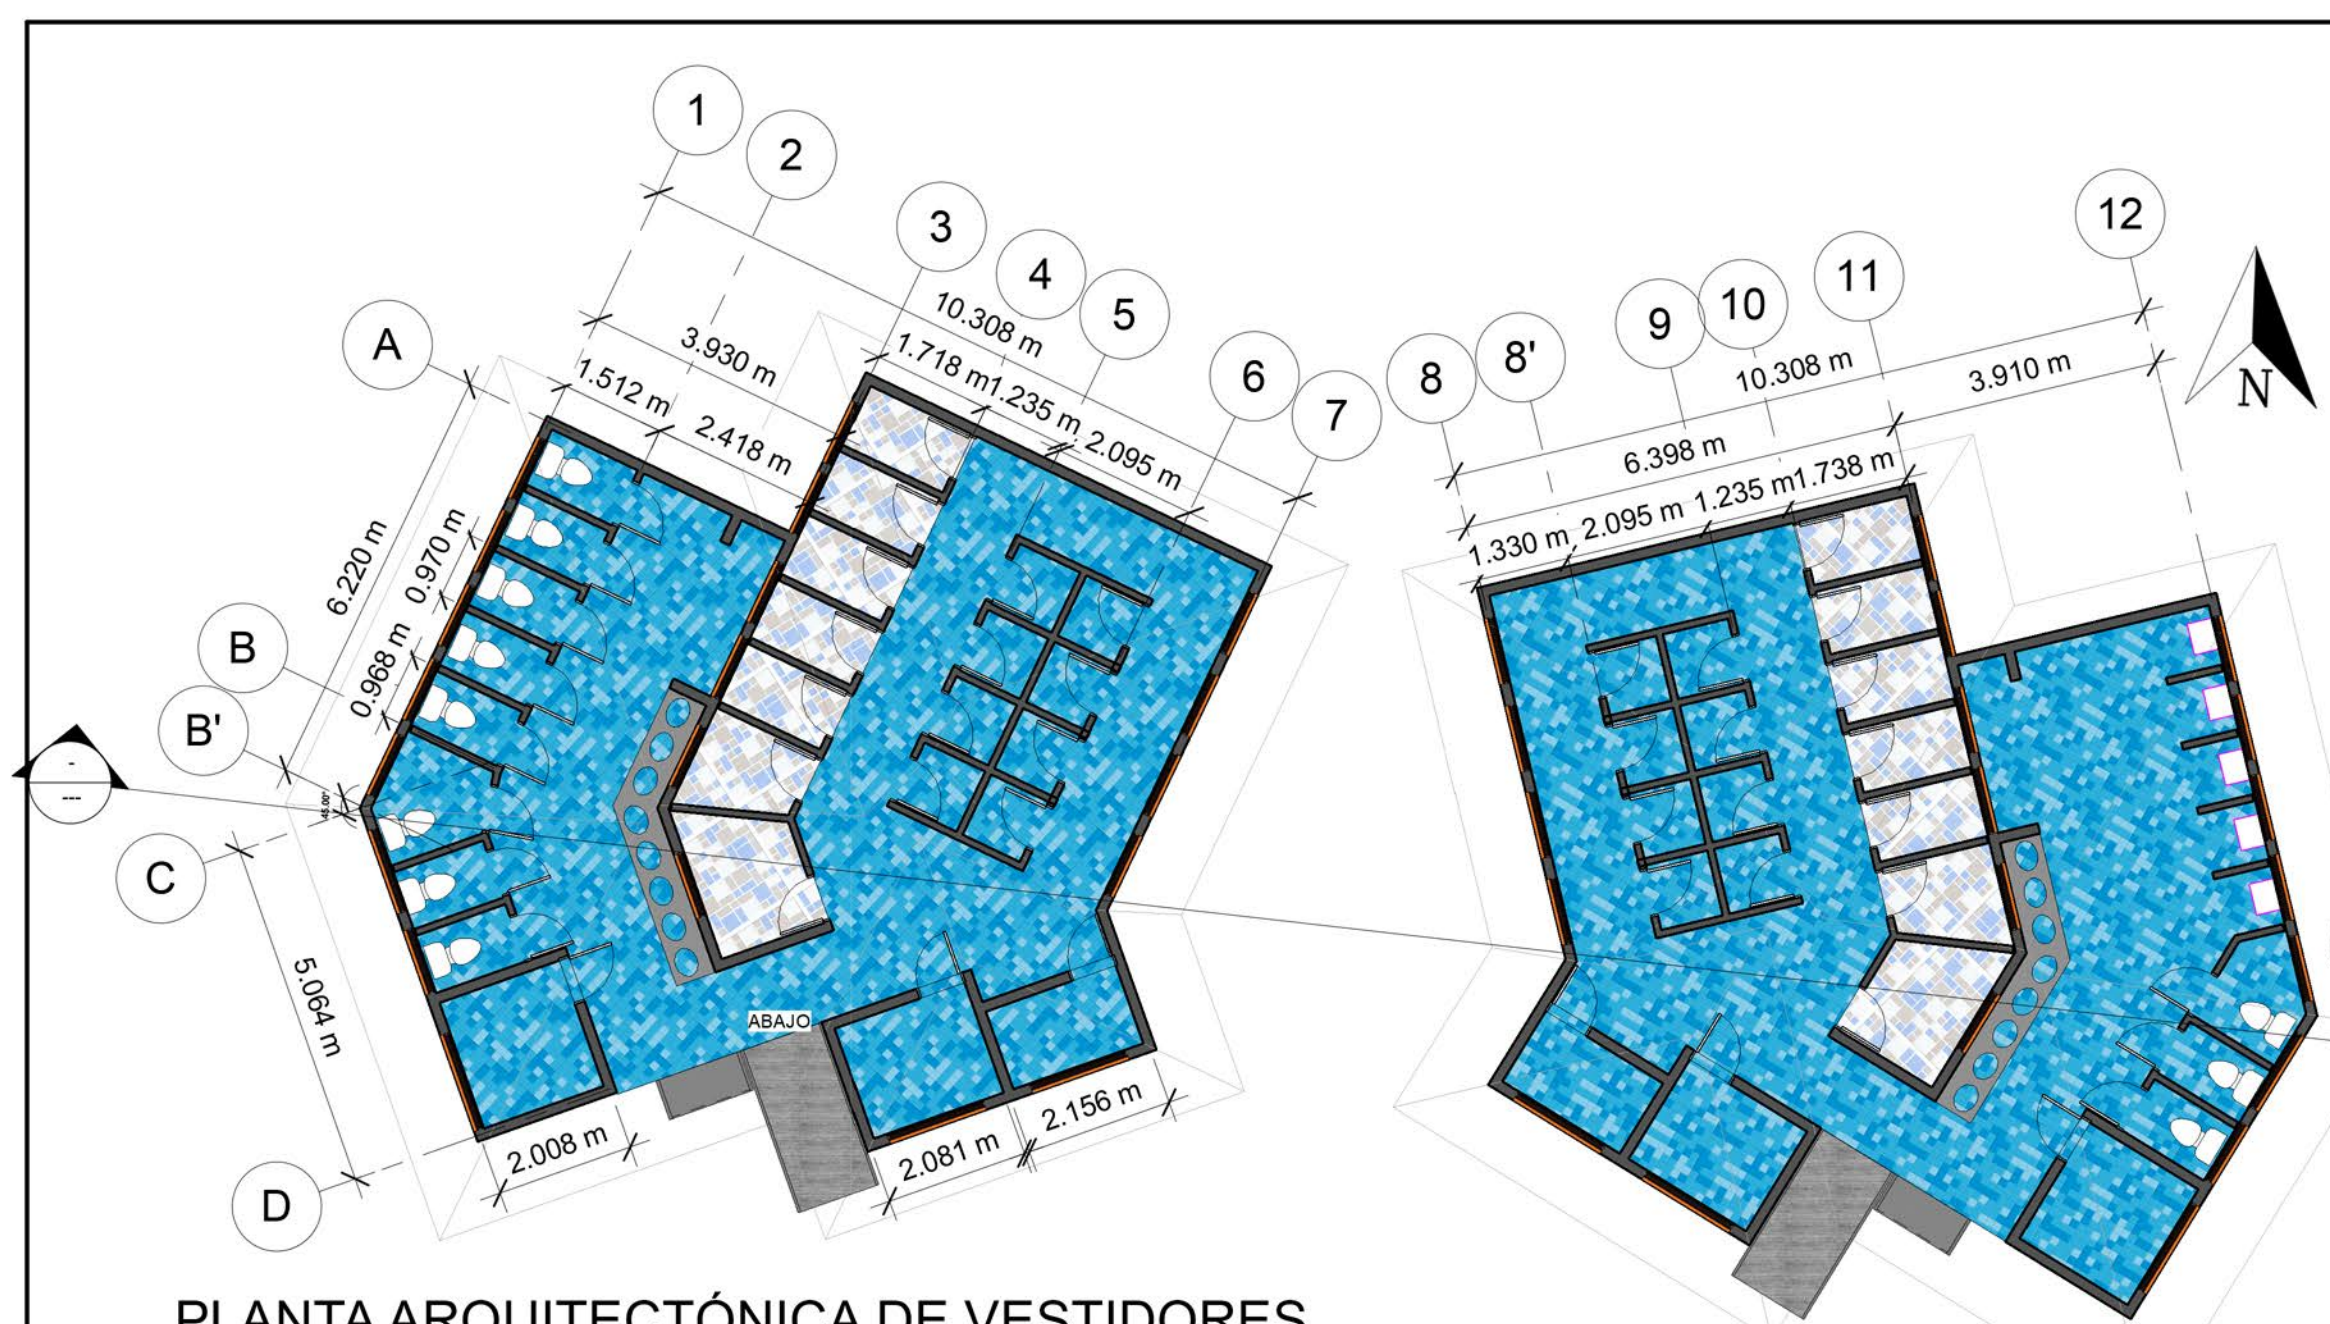 1
2
3
4
5
6
7
8
8'
9
10
11
12
A
B
B'
C
D
10.308 m
3.930 m
1.718 m
1.235 m
2.095 m
1.512 m
2.418 m
6.220 m
0.970 m
0.968 m
45.00°
5.064 m
2.008 m
2.081 m
2.156 m
ABAJO
-
---
10.308 m
3.910 m
6.398 m
1.330 m
2.095 m
1.235 m
1.738 m
N
PLANTA ARQUITECTÓNICA DE VESTIDORES